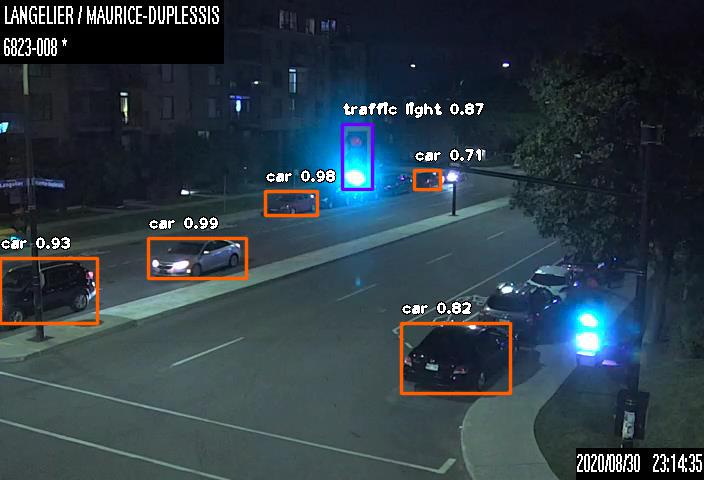 LANGELIER / MAURICE-DUPLESSIS
6823-008 *
traffic light 0.87
car 0.71
car 0.98
car 0.99
car 0.93
Langelier
car 0.82
2020/08/30 23:14:35